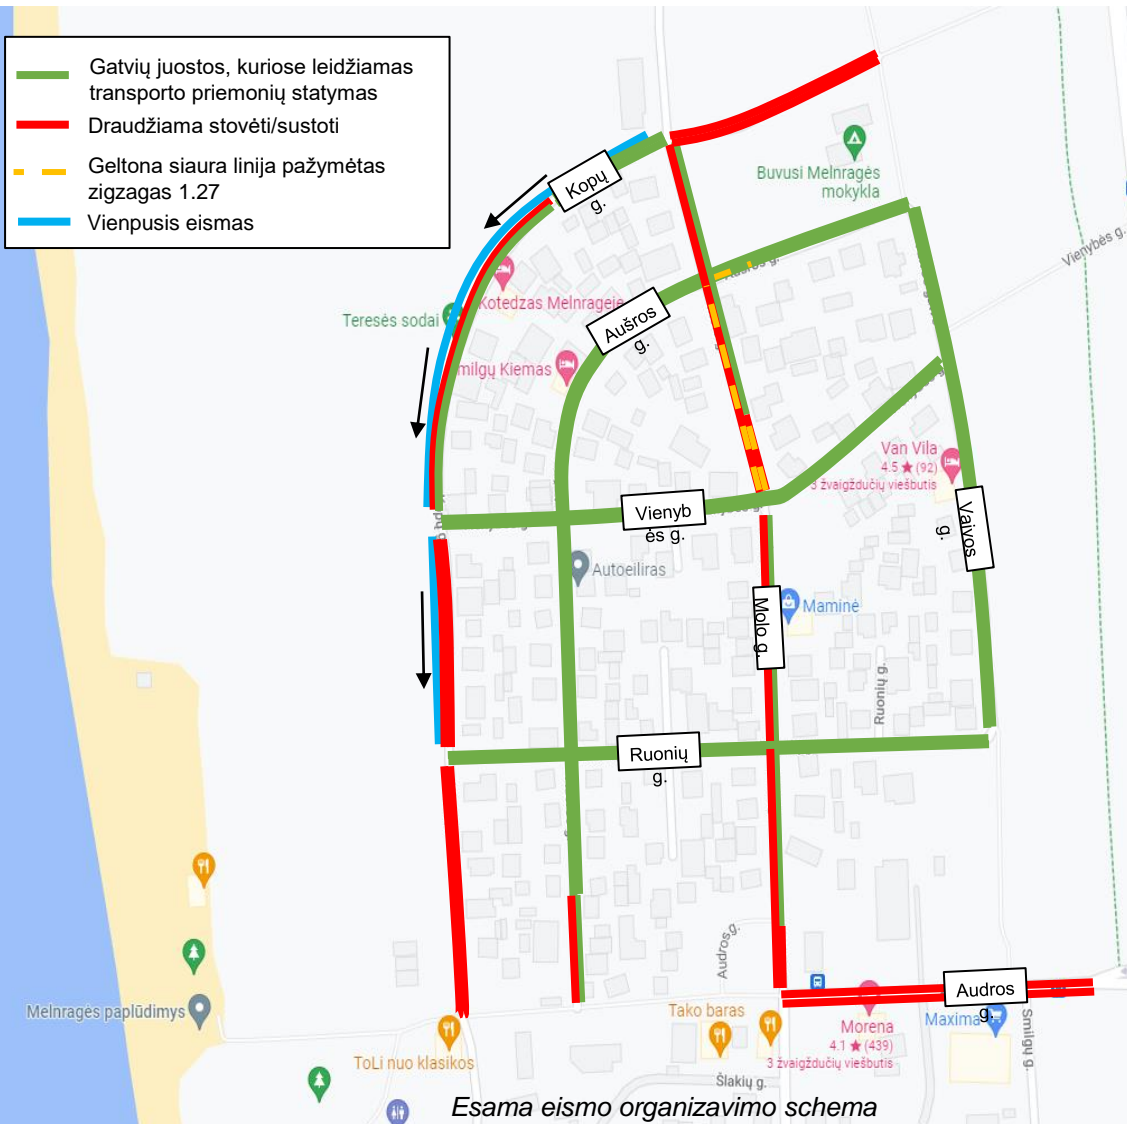 Gatvių juostos, kuriose leidžiamas
transporto priemonių statymas
Draudžiama stovėti/sustoti
Geltona siaura linija pažymėtas
zigzagas 1.27
Vienpusis eismas
Buvusi Melnragės
mokykla
Kopų
g.
Vienybės g.
Kotedzas Melnrageje
Teresės sodai
Aušros
g.
milgų Kiemas
Van Vila
4.5 ★ (92)
3 žvaigždučių viešbutis
Vienyb
ės g.
Vaivos
g.
Autoeiliras
Maminė
Molo g.
Ruonių g.
Ruonių
g.
Audros g.
Melnragės paplūdimys
Audros
g.
Tako baras
Morena
4.1 ★ (439)
3 žvaigždučių viešbutis
Maxima
Smilgų g.
ToLi nuo klasikos
Šlakių g.
Esama eismo organizavimo schema